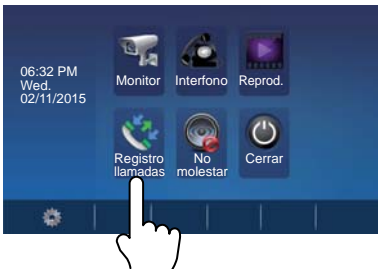 06:32 PM
Wed.
02/11/2015
Monitor
Interfono
Reprod.
Registro
llamadas
No
molestar
Cerrar